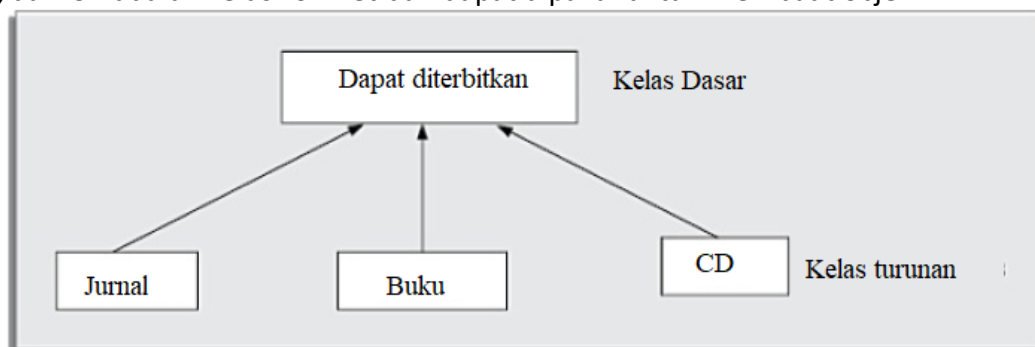 Dapat diterbitkan
Kelas Dasar
Jurnal
Buku
CD
Kelas turunan